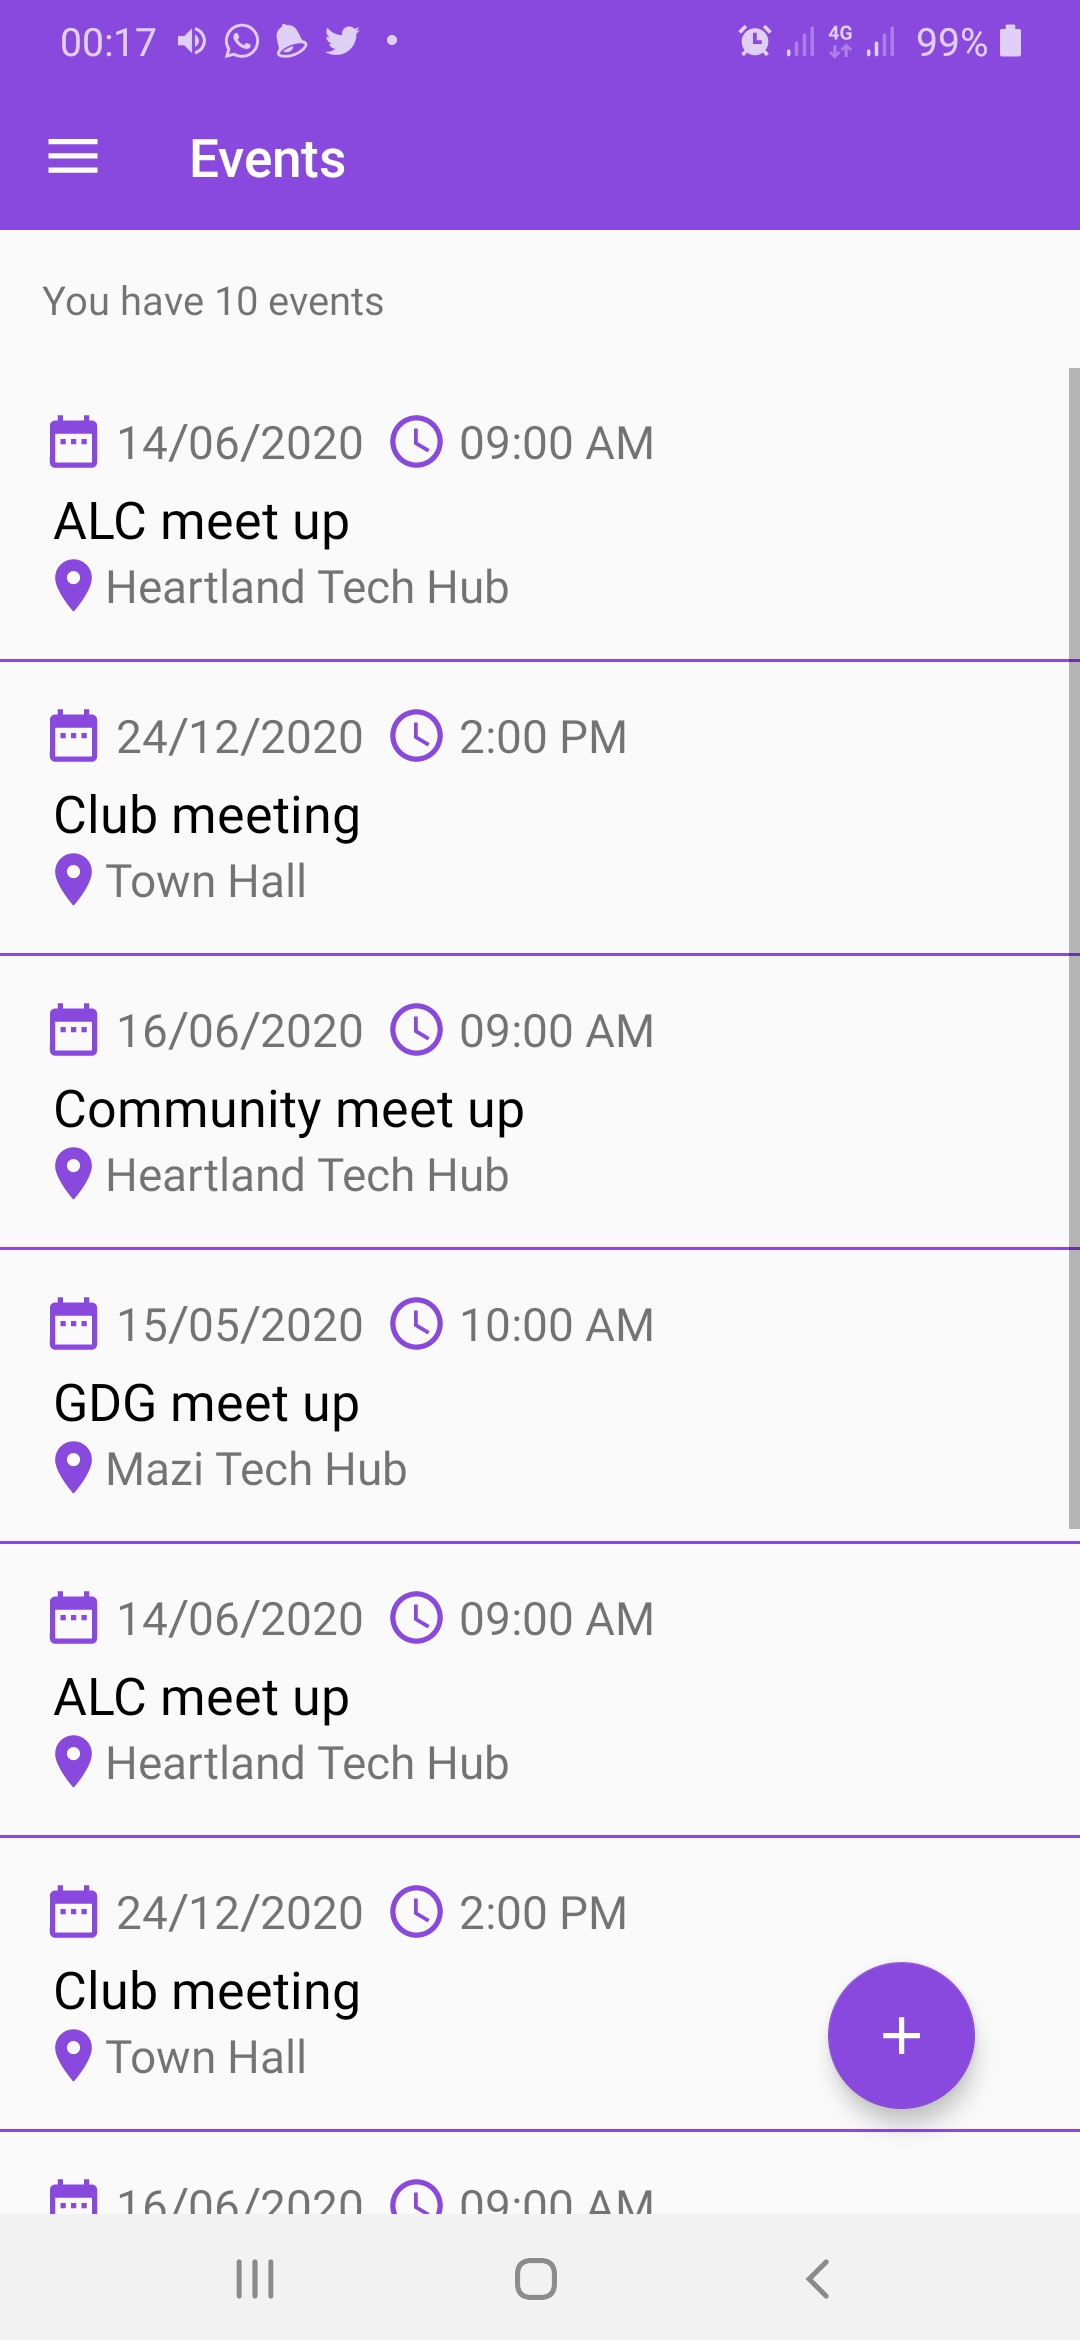 00:17 4G 99%
Events
You have 10 events
14/06/2020 09:00 AM
ALC meet up
Heartland Tech Hub
24/12/2020 2:00 PM
Club meeting
Town Hall
16/06/2020 09:00 AM
Community meet up
Heartland Tech Hub
15/05/2020 10:00 AM
GDG meet up
Mazi Tech Hub
14/06/2020 09:00 AM
ALC meet up
Heartland Tech Hub
24/12/2020 2:00 PM
Club meeting
Town Hall
16/06/2020 09:00 AM